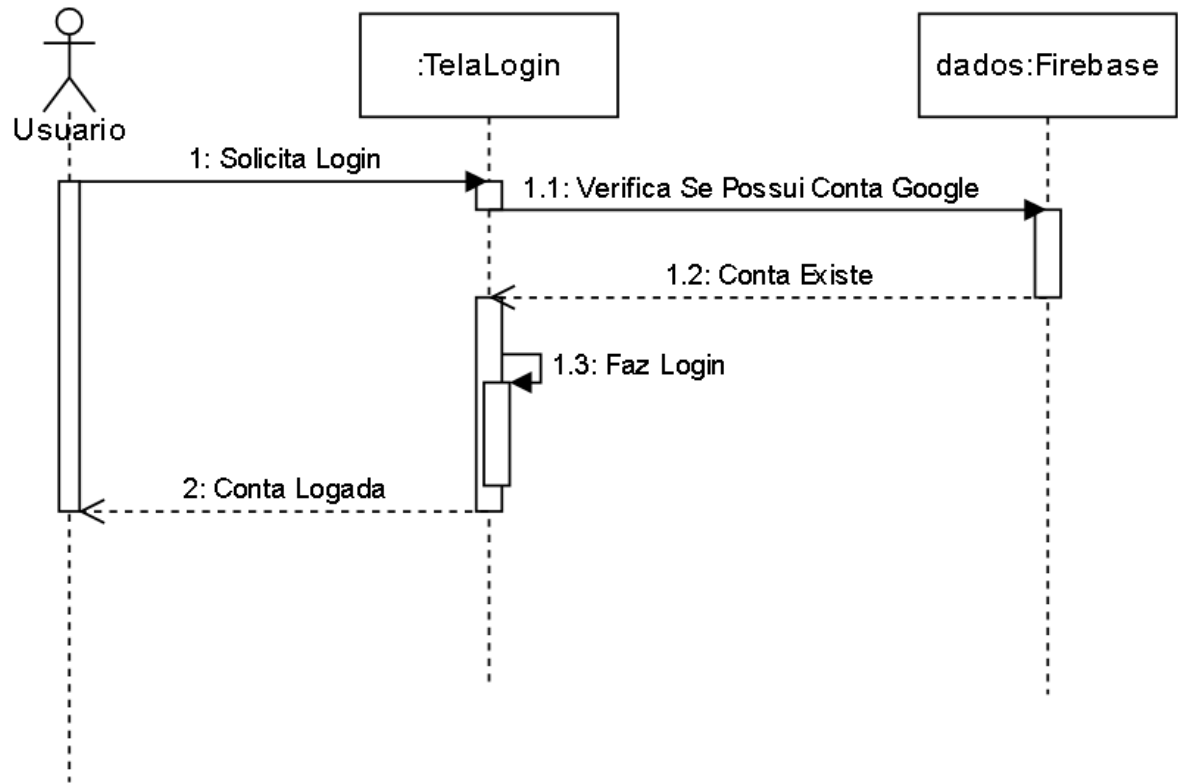 Usuario
:TelaLogin
dados:Firebase
1: Solicita Login
1.1: Verifica Se Possui Conta Google
1.2: Conta Existe
1.3: Faz Login
2: Conta Logada